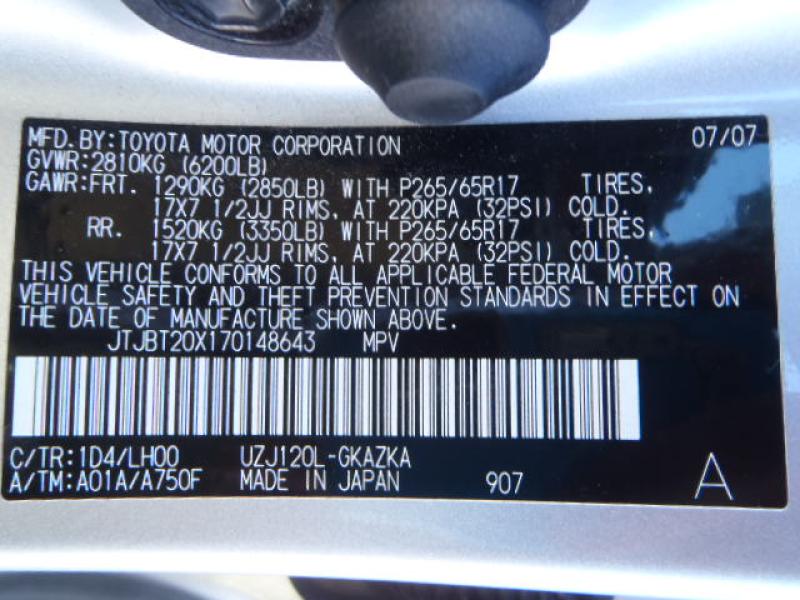 MFD. BY: TOYOTA MOTOR CORPORATION 07/07
GVWR: 2810KG (6200LB)
GAWR: FRT. 1290KG (2850LB) WITH P265/65R17 TIRES,
17X7 1/2JJ RIMS, AT 220KPA (32PSI) COLD.
RR. 1520KG (3350LB) WITH P265/65R17 TIRES,
17X7 1/2JJ RIMS, AT 220KPA (32PSI) COLD.
THIS VEHICLE CONFORMS TO ALL APPLICABLE FEDERAL MOTOR
VEHICLE SAFETY AND THEFT PREVENTION STANDARDS IN EFFECT ON
THE DATE OF MANUFACTURE SHOWN ABOVE.
JTJBT20X170148643 MPV
C/TR: 1D4/LH00 UZJ120L-GKAZKA
A/TM: A01A/A750F MADE IN JAPAN 907 A